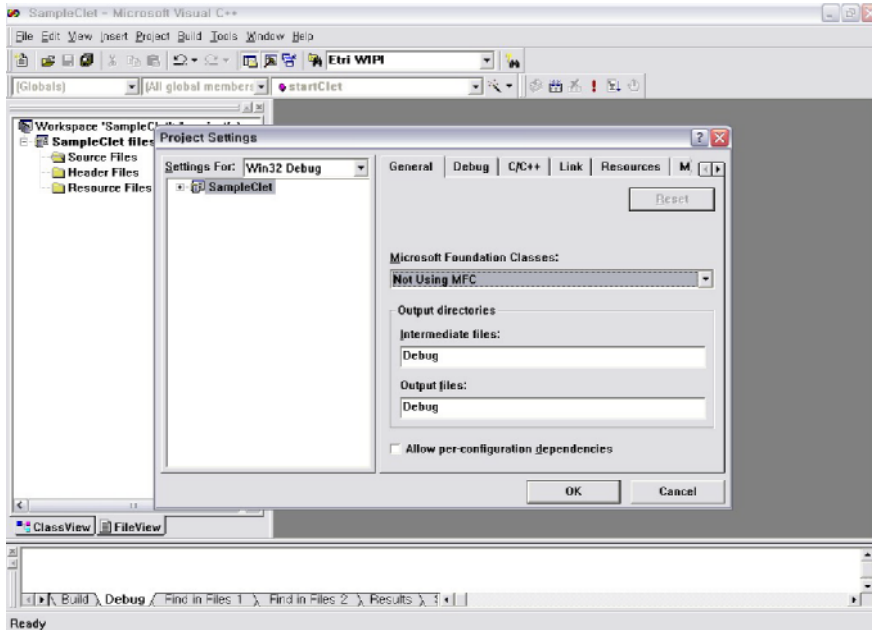 SampleClet - Microsoft Visual C++
File Edit View Insert Project Build Tools Window Help
Etri WIPI
(Globals) (All global members startClet
Workspace 'SampleCl
SampleClet files
Source Files
Header Files
Resource Files
Project Settings
Settings For: Win32 Debug
SampleClet
General Debug C/C++ Link Resources M
Reset
Microsoft Foundation Classes:
Not Using MFC
Output directories
Intermediate files:
Debug
Output files:
Debug
Allow per-configuration dependencies
OK Cancel
ClassView FileView
Build Debug Find in Files 1 Find in Files 2 Results
Ready